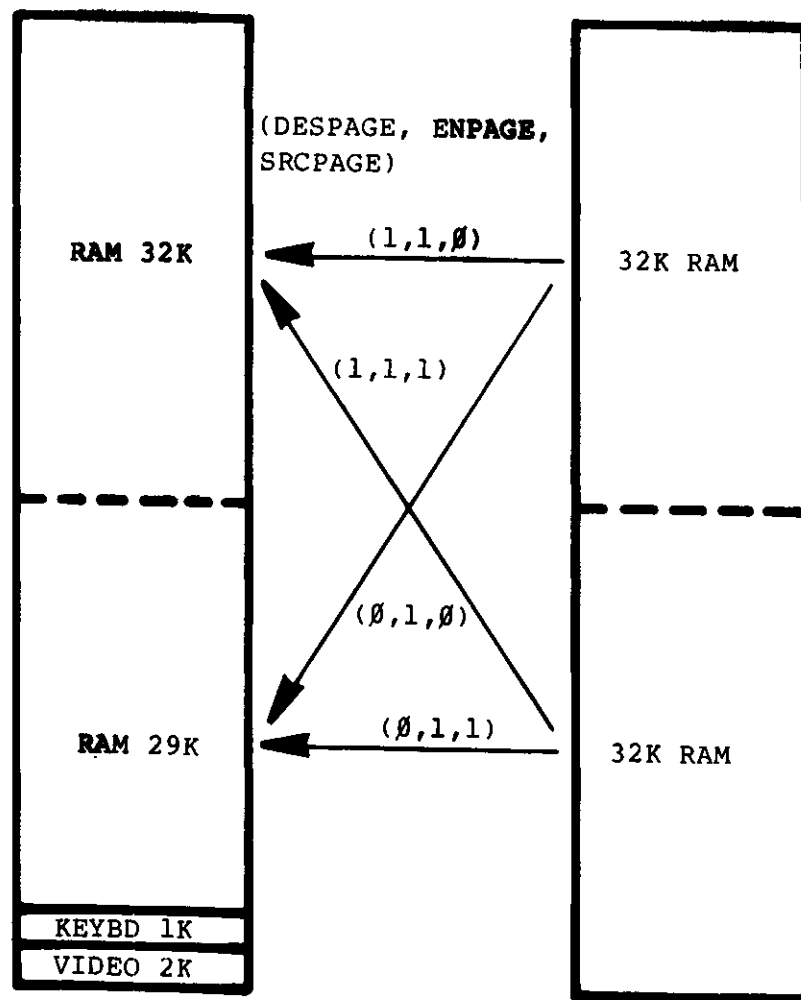 (DESPAGE, ENPAGE,
SRCPAGE)
RAM 32K
(1,1,Ø)
32K RAM
(1,1,1)
(Ø,1,Ø)
RAM 29K
(Ø,1,1)
32K RAM
KEYBD 1K
VIDEO 2K